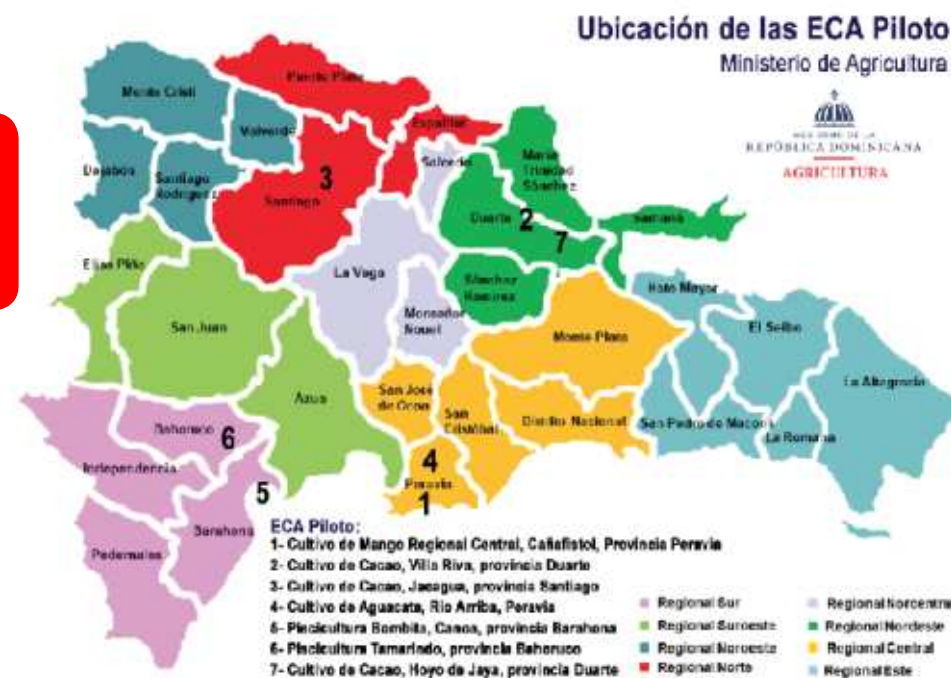 Ubicación de las ECA Piloto
Ministerio de Agricultura
REPÚBLICA DOMINICANA
AGRICULTURA
Puerto Plata
Monte Cristi
Valverde
Espaillat
Salcedo
María Trinidad Sánchez
Dajabón
Santiago Rodríguez
Santiago
3
Duarte
2
7
Samaná
Elías Piña
La Vega
Sánchez Ramírez
Hato Mayor
San Juan
Monseñor Nouel
Monte Plata
El Seibo
La Altagracia
Azua
San José de Ocoa
San Cristóbal
Distrito Nacional
San Pedro de Macorís
La Romana
Bahoruco
6
Independencia
4
Peravia
1
5
Barahona
Pedernales
ECA Piloto:
1- Cultivo de Mango Regional Central, Cañafistol, Provincia Peravia
2- Cultivo de Cacao, Villa Riva, provincia Duarte
3- Cultivo de Cacao, Jacagua, provincia Santiago
4- Cultivo de Aguacate, Rio Arriba, Peravia
5- Piscicultura Bombita, Canoa, provincia Barahona
6- Piscicultura Tamarindo, provincia Bahoruco
7- Cultivo de Cacao, Hoyo de Jaya, provincia Duarte
Regional Sur
Regional Suroeste
Regional Noroeste
Regional Norte
Regional Norcentral
Regional Nordeste
Regional Central
Regional Este